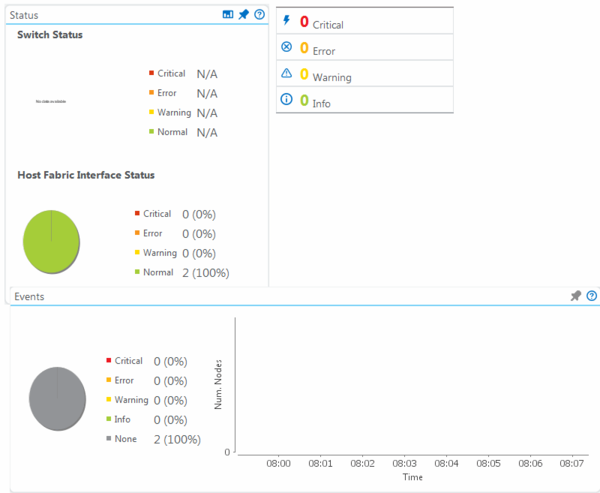 Status
Switch Status
No data available
Critical N/A
Error N/A
Warning N/A
Normal N/A
Host Fabric Interface Status
Critical 0 (0%)
Error 0 (0%)
Warning 0 (0%)
Normal 2 (100%)
0 Critical
0 Error
0 Warning
0 Info
Events
Critical 0 (0%)
Error 0 (0%)
Warning 0 (0%)
Info 0 (0%)
None 2 (100%)
Num. Nodes
0
08:00 08:01 08:02 08:03 08:04 08:05 08:06 08:07
Time